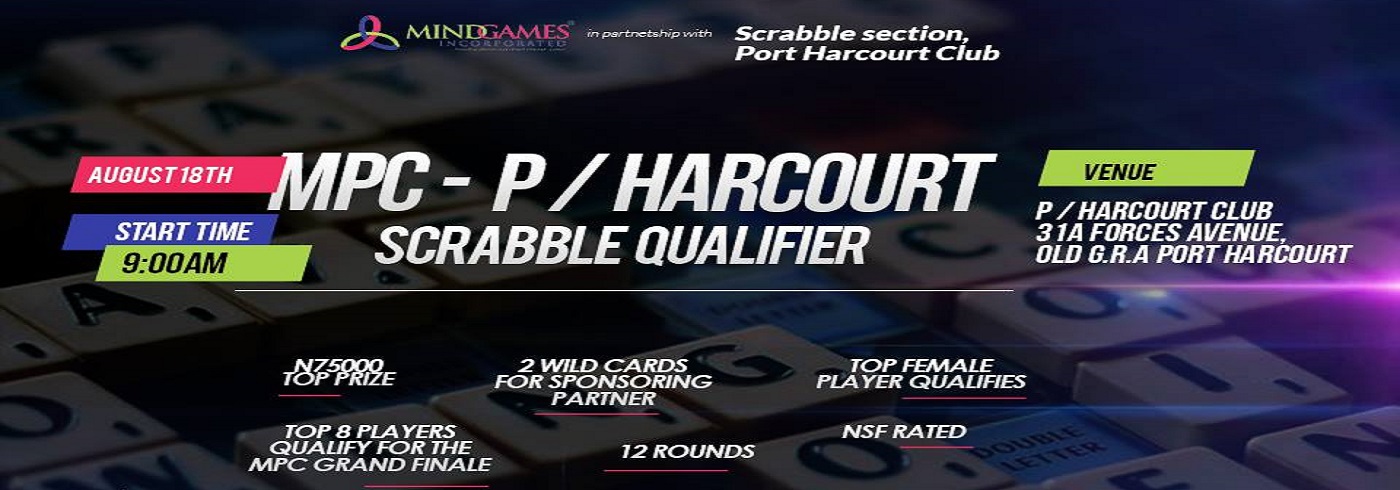 MINDGAMES
INCORPORATED
in partnetship with
Scrabble section,
Port Harcourt Club
AUGUST 18TH
START TIME
9:00AM
MPC - P / HARCOURT
SCRABBLE QUALIFIER
VENUE
P / HARCOURT CLUB
31A FORCES AVENUE,
OLD G.R.A PORT HARCOURT
N75000
TOP PRIZE
2 WILD CARDS
FOR SPONSORING
PARTNER
TOP FEMALE
PLAYER QUALIFIES
TOP 8 PLAYERS
QUALIFY FOR THE
MPC GRAND FINALE
12 ROUNDS
NSF RATED
DOUBLE
LETTER